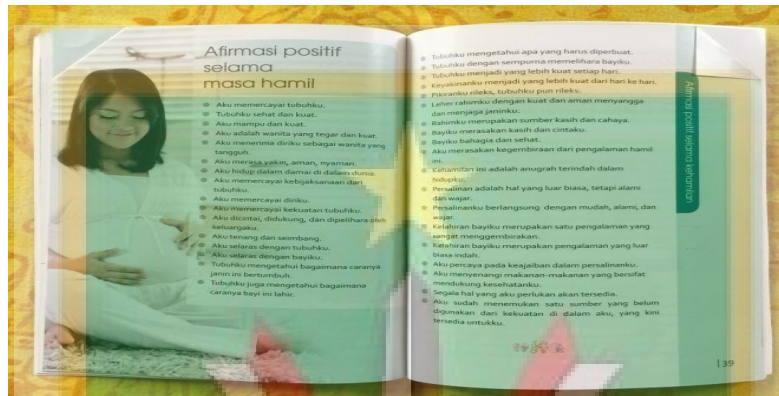 Afirmasi positif
selama
masa hamil
Aku memercayai tubuhku.
Tubuhku sehat dan kuat.
Aku mampu dan kuat.
Aku adalah wanita yang tegar dan kuat.
Aku menerima diriku sebagai wanita yang
tangguh.
Aku merasa yakin, aman, nyaman.
Aku hidup dalam damai di dalam dunia.
Aku memercayai kebijaksanaan dari
tubuhku.
Aku memercayai diriku.
Aku memercayai kekuatan tubuhku.
Aku dicintai, didukung, dan dipelihara oleh
keluargaku.
Aku tenang dan seimbang.
Aku selaras dengan tubuhku.
Aku selaras dengan bayiku.
Tubuhku mengetahui bagaimana caranya
janin ini bertumbuh.
Tubuhku juga mengetahui bagaimana
caranya bayi ini lahir.
Tubuhku mengetahui apa yang harus diperbuat.
Tubuhku dengan sempurna memelihara bayiku.
Tubuhku menjadi yang lebih kuat setiap hari.
Keyakinanku menjadi yang lebih kuat dari hari ke hari.
Pikiranku rileks, tubuhku pun rileks.
Leher rahimku dengan kuat dan aman menyangga
dan menjaga janinku.
Rahimku merupakan sumber kasih dan cahaya.
Bayiku merasakan kasih dan cintaku.
Bayiku bahagia dan sehat.
Aku merasakan kegembiraan dari pengalaman hamil
ini.
Kehamilan ini adalah anugrah terindah dalam
hidupku.
Persalinan adalah hal yang luar biasa, tetapi alami
dan wajar.
Persalinanku berlangsung dengan mudah, alami, dan
wajar.
Kelahiran bayiku merupakan satu pengalaman yang
sangat menggembirakan.
Kelahiran bayiku merupakan pengalaman yang luar
biasa indah.
Aku percaya pada keajaiban dalam persalinanku.
Aku menyenangi makanan-makanan yang bersifat
mendukung kesehatanku.
Segala hal yang aku perlukan akan tersedia.
Aku sudah menemukan satu sumber yang belum
digunakan dari kekuatan di dalam aku, yang kini
tersedia untukku.
Afirmasi positif selama kehamilan
39